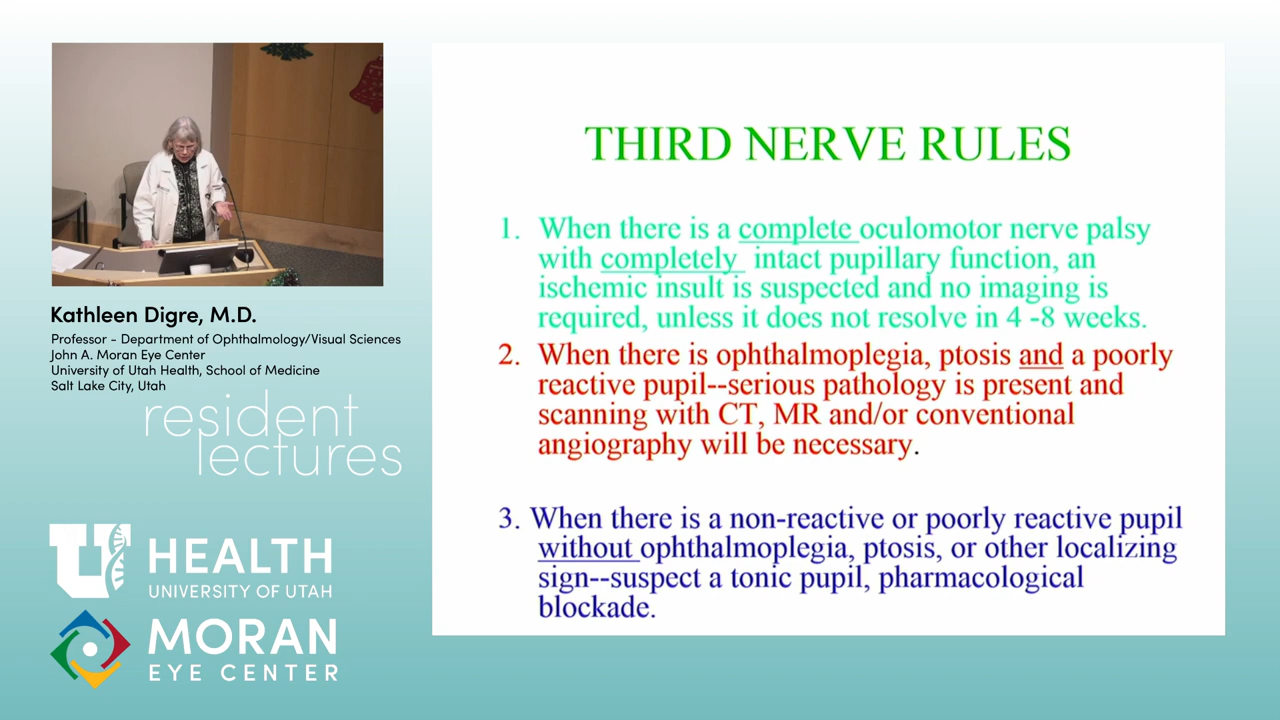 Kathleen Digre, M.D.
Professor - Department of Ophthalmology/Visual Sciences
John A. Moran Eye Center
University of Utah Health, School of Medicine
Salt Lake City, Utah
resident
lectures
U HEALTH
UNIVERSITY OF UTAH
MORAN
EYE CENTER
THIRD NERVE RULES
1. When there is a complete oculomotor nerve palsy
with completely intact pupillary function, an
ischemic insult is suspected and no imaging is
required, unless it does not resolve in 4 -8 weeks.
2. When there is ophthalmoplegia, ptosis and a poorly
reactive pupil--serious pathology is present and
scanning with CT, MR and/or conventional
angiography will be necessary.
3. When there is a non-reactive or poorly reactive pupil
without ophthalmoplegia, ptosis, or other localizing
sign--suspect a tonic pupil, pharmacological
blockade.